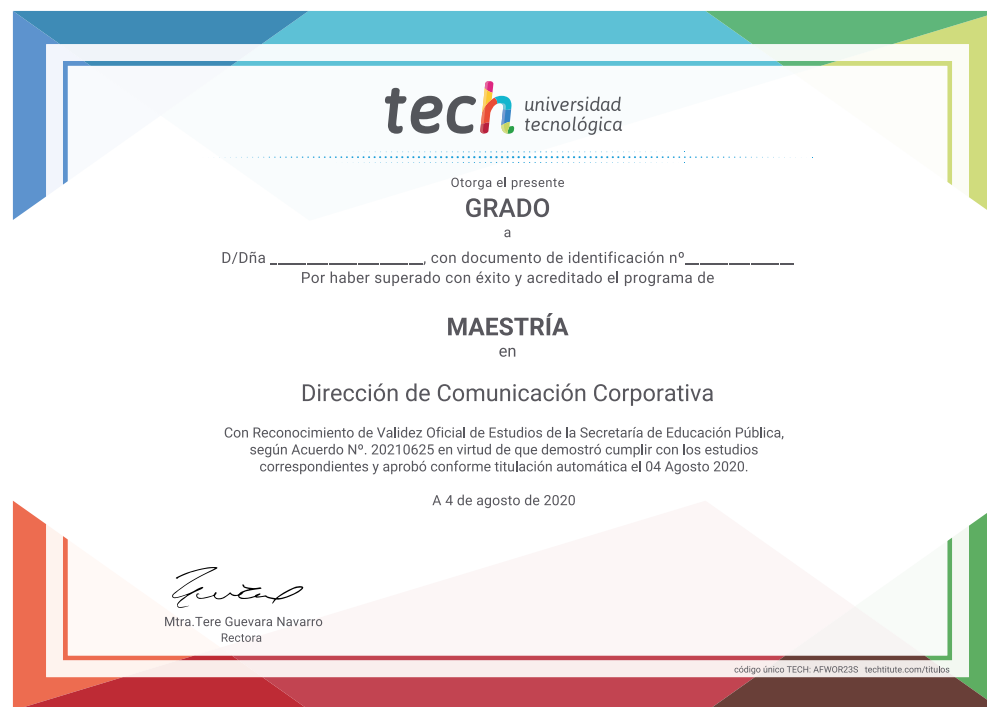 tech universidad
tecnológica
Otorga el presente
GRADO
a
D/Dña ____________________, con documento de identificación nº______________
Por haber superado con éxito y acreditado el programa de
MAESTRÍA
en
Dirección de Comunicación Corporativa
Con Reconocimiento de Validez Oficial de Estudios de la Secretaría de Educación Pública,
según Acuerdo Nº. 20210625 en virtud de que demostró cumplir con los estudios
correspondientes y aprobó conforme titulación automática el 04 Agosto 2020.
A 4 de agosto de 2020
Mtra.Tere Guevara Navarro
Rectora
código único TECH: AFWOR23S techtitute.com/titulos